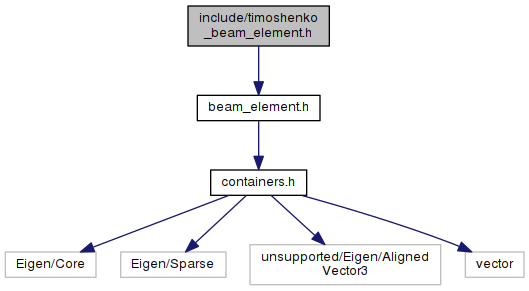 include/timoshenko
_beam_element.h
beam_element.h
containers.h
Eigen/Core
Eigen/Sparse
unsupported/Eigen/Aligned
Vector3
vector